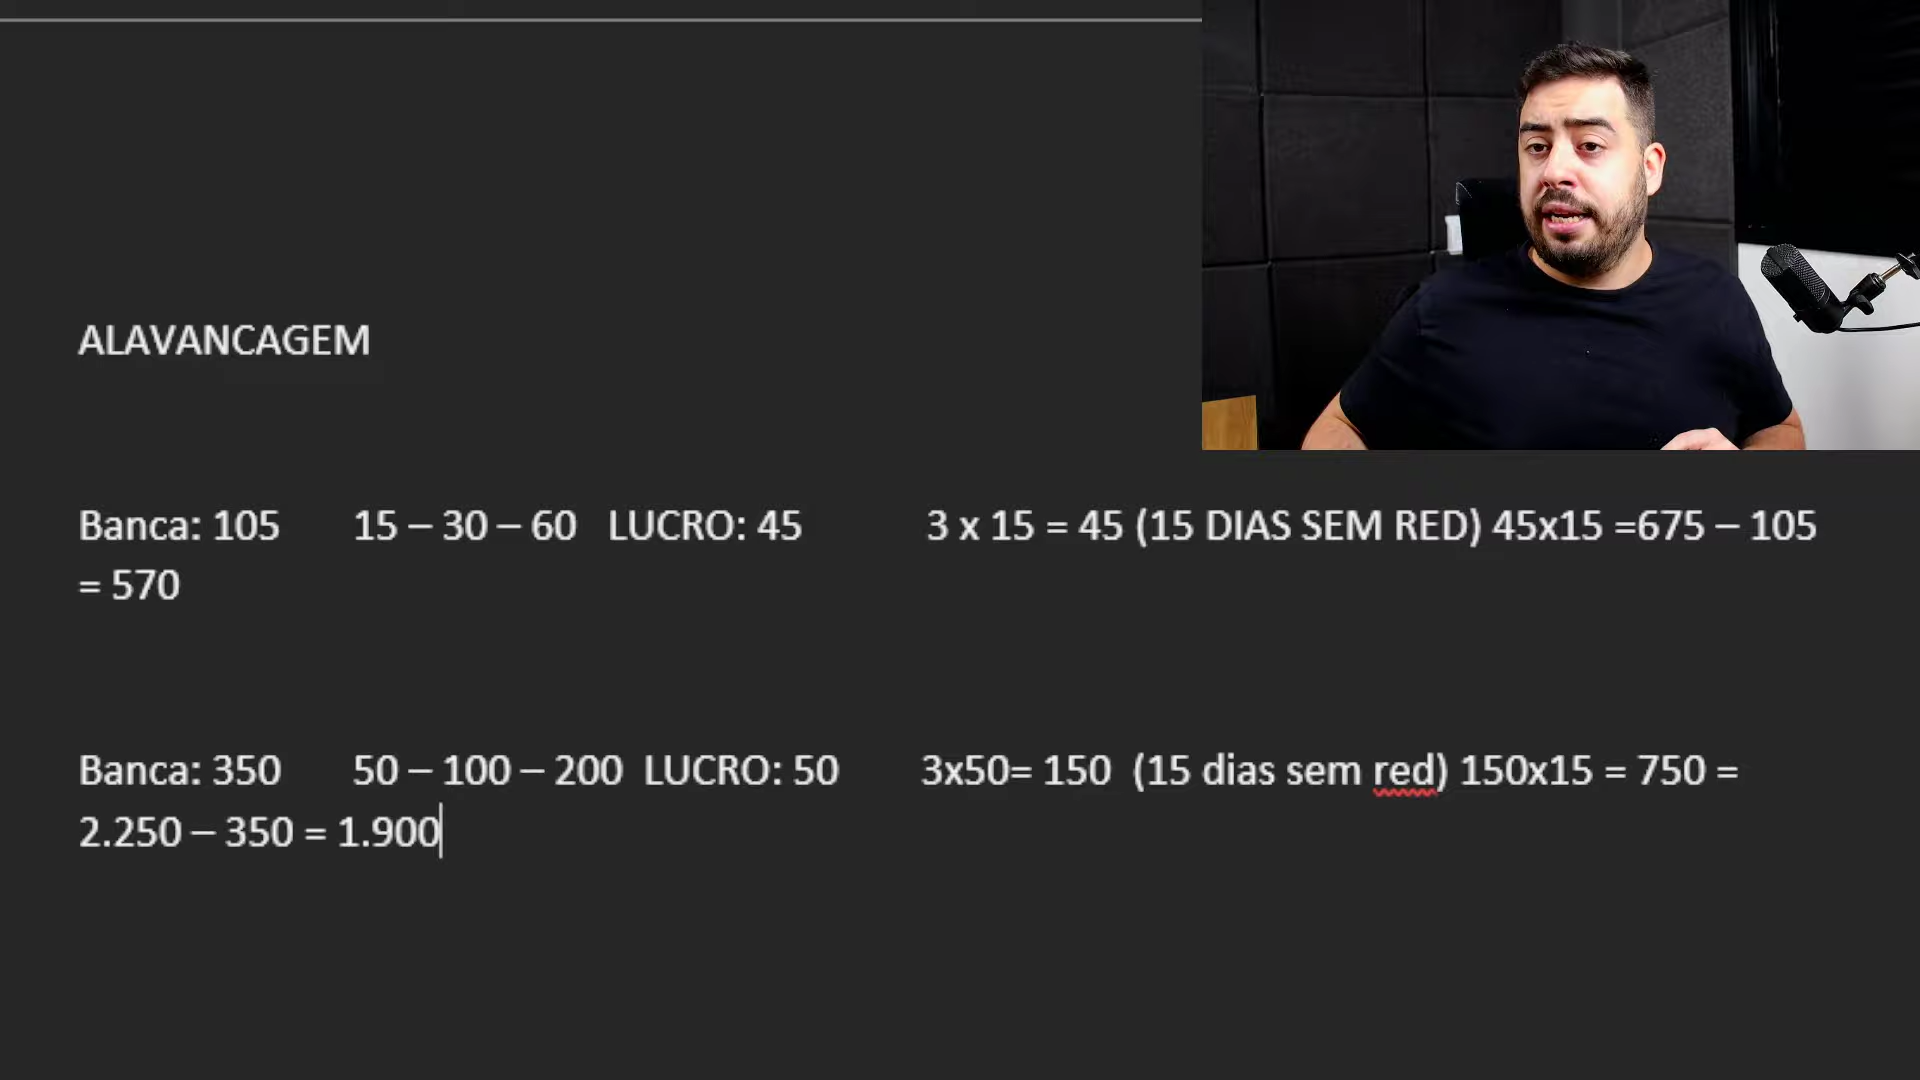 ALAVANCAGEM
Banca: 105 15 – 30 – 60 LUCRO: 45 3 x 15 = 45 (15 DIAS SEM RED) 45x15 =675 – 105
= 570
Banca: 350 50 – 100 – 200 LUCRO: 50 3x50= 150 (15 dias sem red) 150x15 = 750 =
2.250 – 350 = 1.900